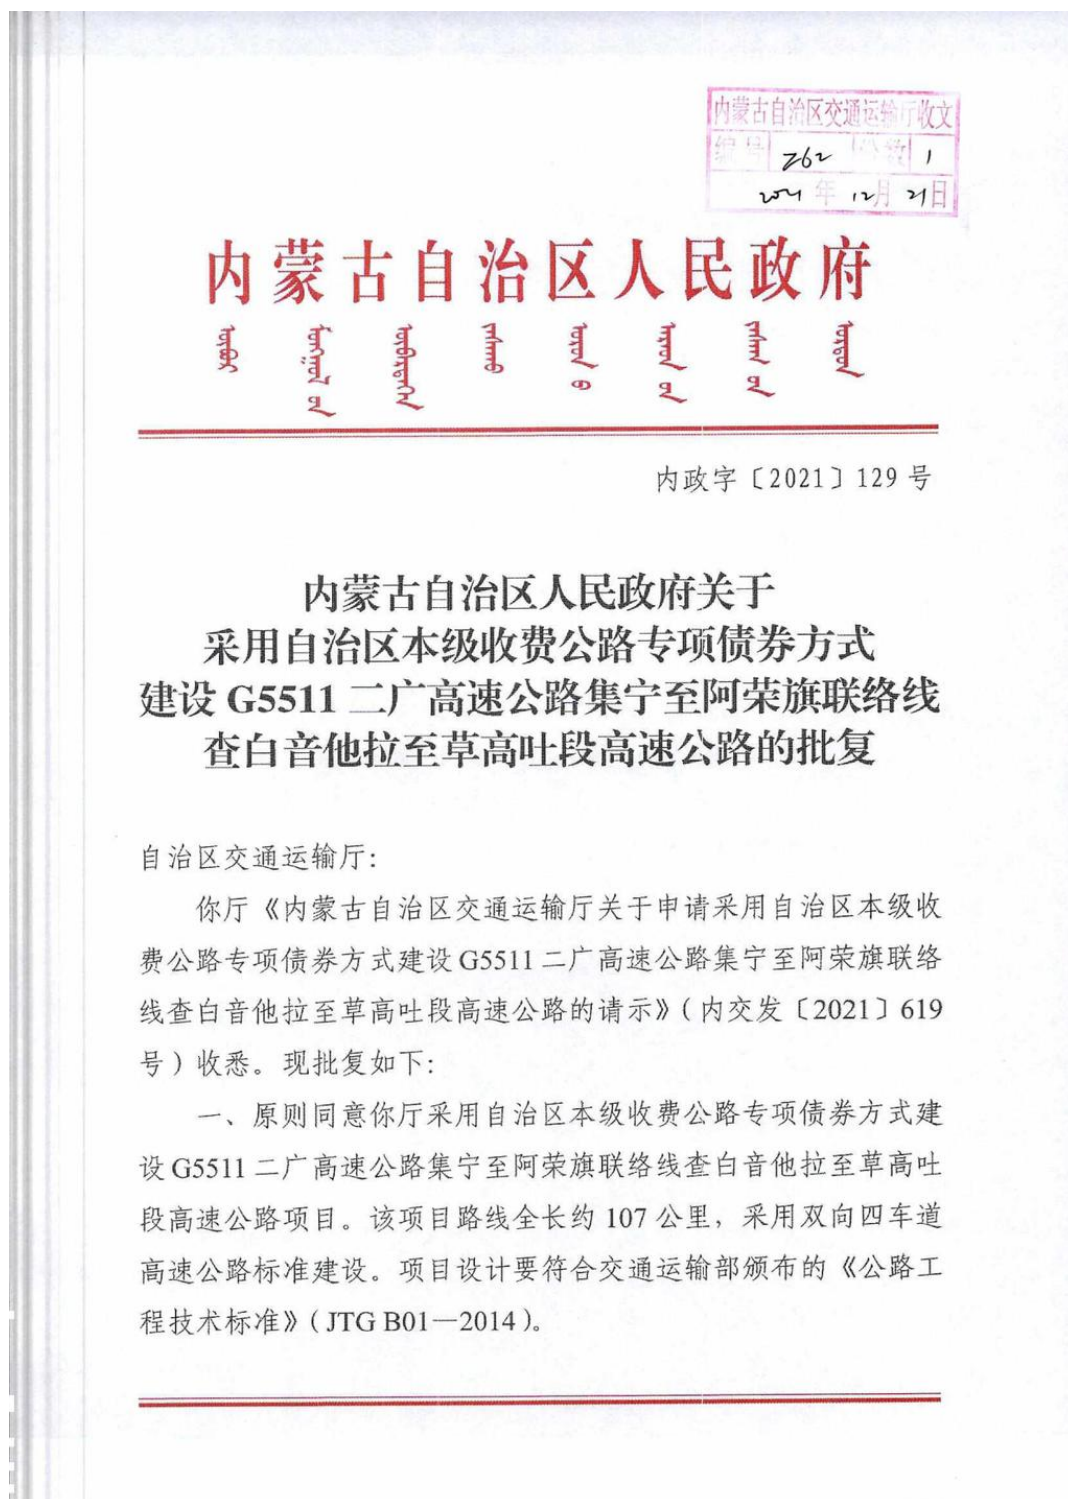 内蒙古自治区交通运输厅收文
编号 262 份数 1
2021年12月21日
内蒙古自治区人民政府
内政字〔2021〕129号
内蒙古自治区人民政府关于
采用自治区本级收费公路专项债券方式
建设 G5511 二广高速公路集宁至阿荣旗联络线
查白音他拉至草高吐段高速公路的批复
自治区交通运输厅：
你厅《内蒙古自治区交通运输厅关于申请采用自治区本级收
费公路专项债券方式建设 G5511 二广高速公路集宁至阿荣旗联络
线查白音他拉至草高吐段高速公路的请示》（内交发〔2021〕619
号）收悉。现批复如下：
一、原则同意你厅采用自治区本级收费公路专项债券方式建
设 G5511 二广高速公路集宁至阿荣旗联络线查白音他拉至草高吐
段高速公路项目。该项目路线全长约 107 公里，采用双向四车道
高速公路标准建设。项目设计要符合交通运输部颁布的《公路工
程技术标准》（JTG B01—2014）。